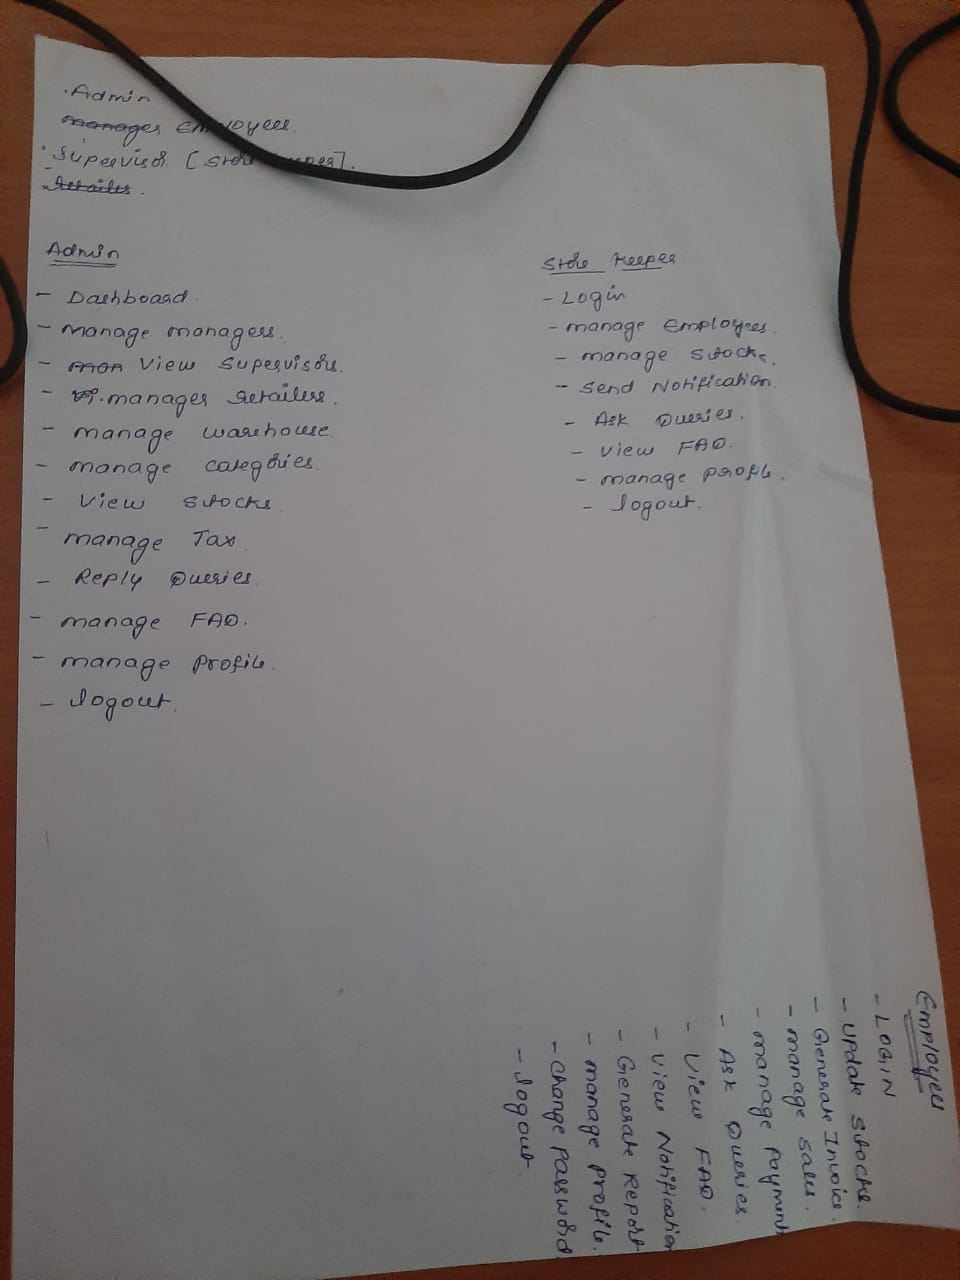 · Admin
manages Employees.
· Supervisor [Store
Retailers.
Admin
- Dashboard.
- manage managers.
- man View Supervisors.
- Vi. manages Retailers.
- manage warehouse.
- manage categories.
- View stocks
- manage Tax
- Reply Queries.
- manage FAQ.
- manage profile.
- logout.
Store Keeper
- Login
- manage Employees.
- manage stocks.
- Send Notification.
- Ask Queries.
- view FAQ.
- manage profile.
- logout.
Employees
- LOGIN
- Update stocks.
- Generate Invoice.
- manage sales.
- manage payment
- Ask Queries.
- View FAQ.
- View Notification
- Generate Report
- manage profile.
- change password
- logout.